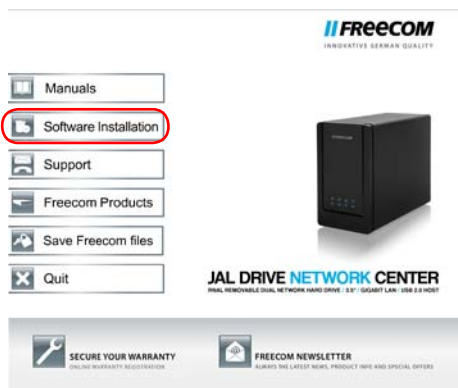 FREECOM
INNOVATIVE GERMAN QUALITY
Manuals
Software Installation
Support
Freecom Products
Save Freecom files
Quit
JAL DRIVE NETWORK CENTER
REMOVABLE DUAL NETWORK HARD DRIVE / 3.5" / GIGABIT LAN / USB 2.0 HOST
SECURE YOUR WARRANTY
ONLINE WARRANTY REGISTRATION
FREECOM NEWSLETTER
ALWAYS THE LATEST NEWS, PRODUCT INFO AND SPECIAL OFFERS